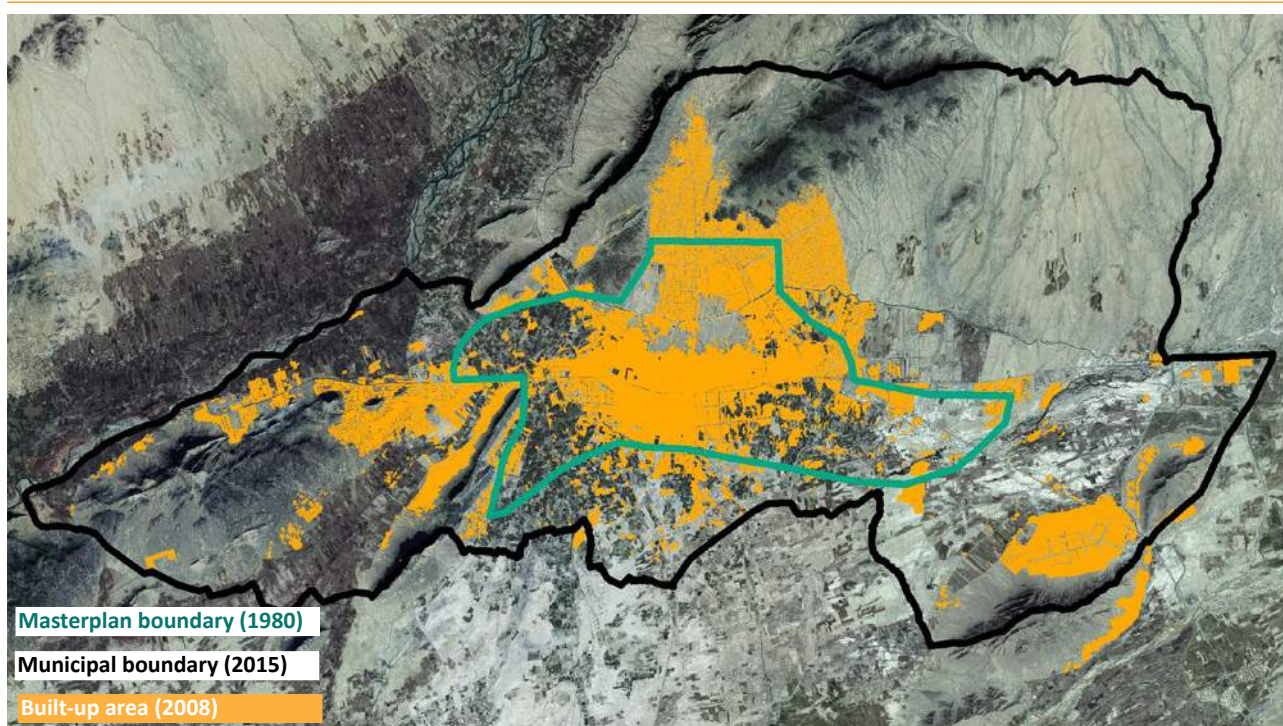 Masterplan boundary (1980)
Municipal boundary (2015)
Built-up area (2008)